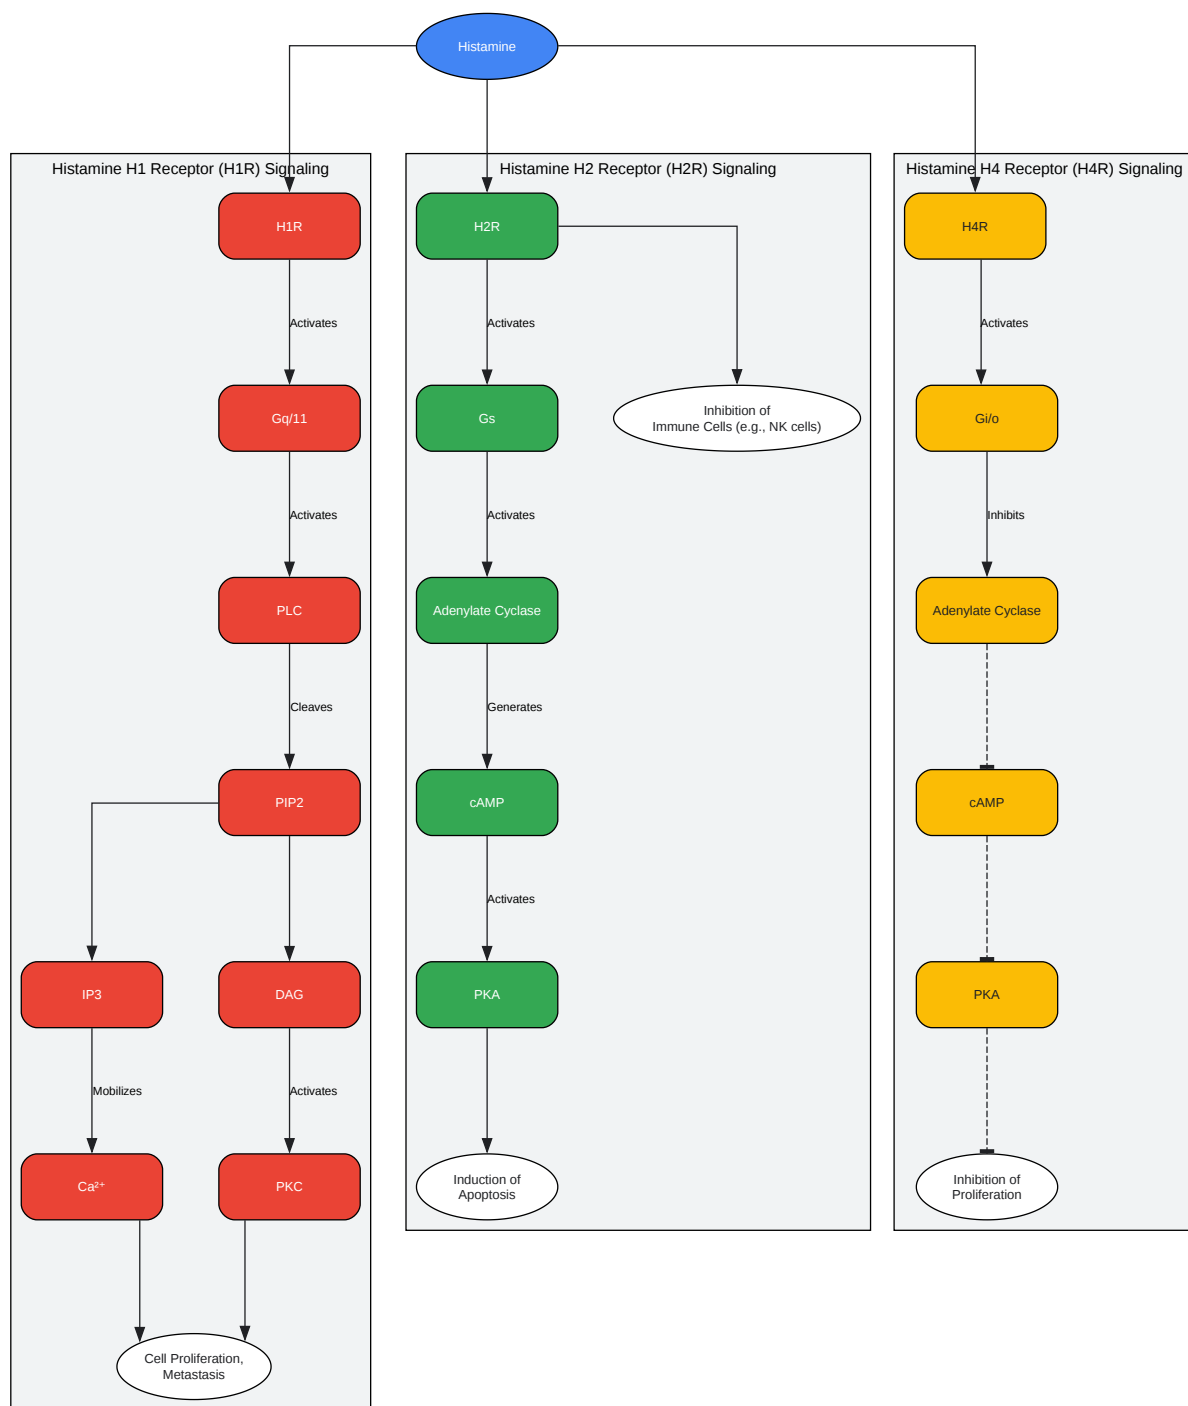 Histamine
Histamine H1 Receptor (H1R) Signaling
H1R
Activates
Gq/11
Activates
PLC
Cleaves
PIP2
IP3
DAG
Mobilizes
Activates
Ca²⁺
PKC
Cell Proliferation,
Metastasis
Histamine H2 Receptor (H2R) Signaling
H2R
Activates
Gs
Inhibition of
Immune Cells (e.g., NK cells)
Activates
Adenylate Cyclase
Generates
cAMP
Activates
PKA
Induction of
Apoptosis
Histamine H4 Receptor (H4R) Signaling
H4R
Activates
Gi/o
Inhibits
Adenylate Cyclase
cAMP
PKA
Inhibition of
Proliferation